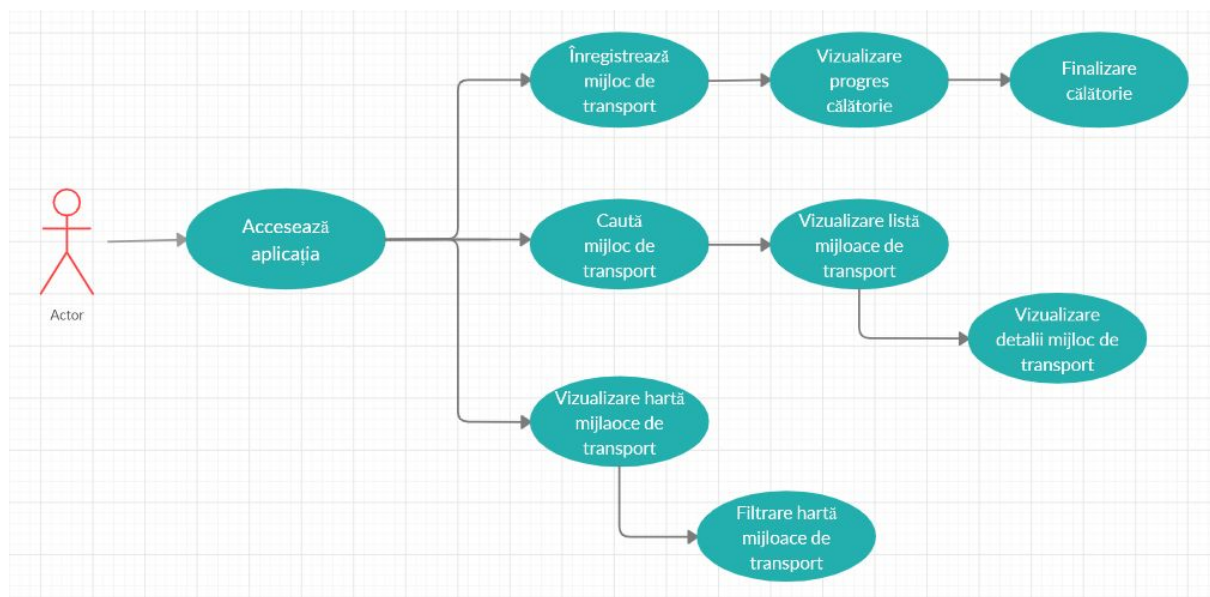 Înregistrează
mijloc de
transport
Vizualizare
progres
călătorie
Finalizare
călătorie
Accesează
aplicația
Caută
mijloc de
transport
Vizualizare listă
mijloace de
transport
Actor
Vizualizare
detalii mijloc de
transport
Vizualizare hartă
mijlaoce de
transport
Filtrare hartă
mijloace de
transport